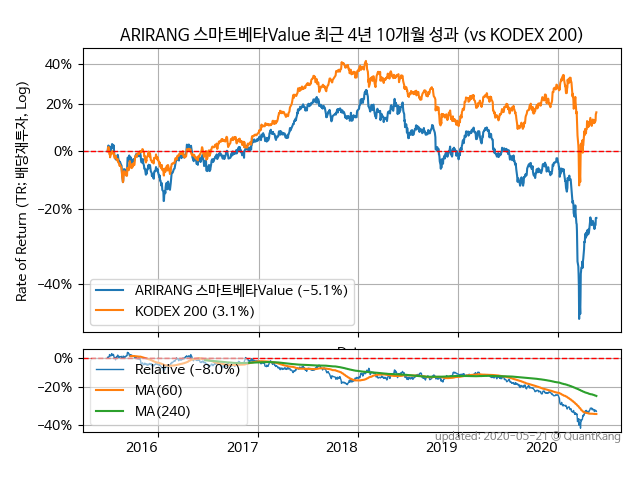 ARIRANG 스마트베타Value 최근 4년 10개월 성과 (vs KODEX 200)
Rate of Return (TR; 배당재투자, Log)
40%
20%
0%
−20%
−40%
ARIRANG 스마트베타Value (−5.1%)
KODEX 200 (3.1%)
0%
−20%
−40%
Relative (−8.0%)
MA(60)
MA(240)
updated: 2020-05-21 © QuantKang
2016
2017
2018
2019
2020